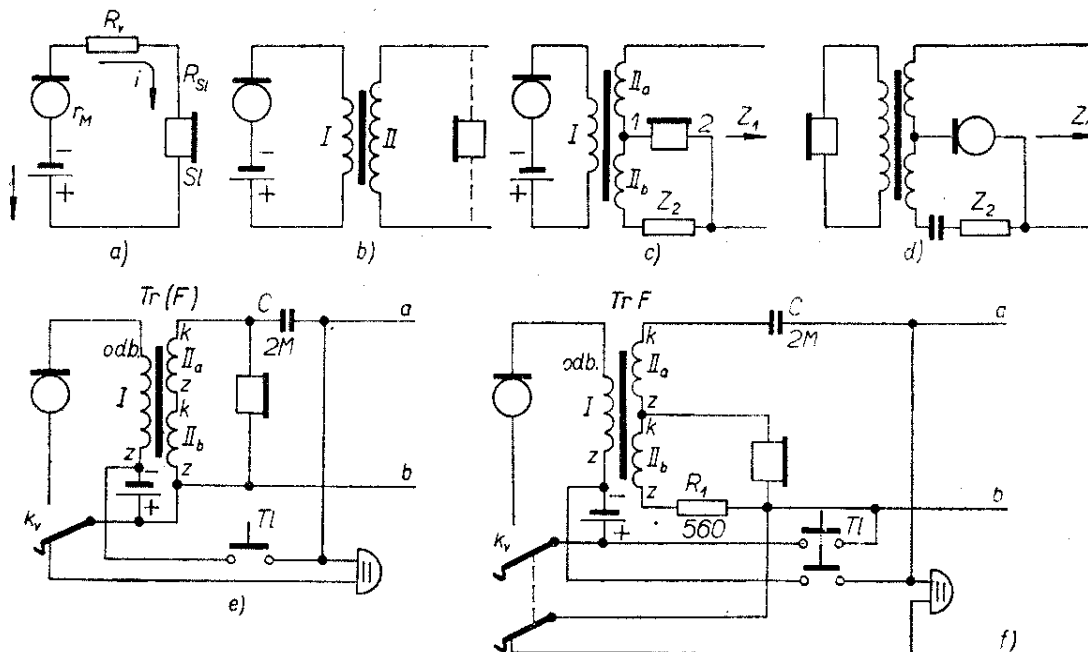 R_v
i
R_Sl
r_M
Sl
−
+
a)
I
II
−
+
b)
I
II_a
1
2
II_b
Z_2
Z_1
−
+
c)
Z_2
d)
Tr (F)
C
2M
a
odb.
k
II_a
z
I
k
II_b
z
z
−
+
b
k_v
Tl
e)
Tr F
C
2M
a
odb.
k
II_a
z
I
k
II_b
z
z
−
+
R_1
560
b
k_v
Tl
f)